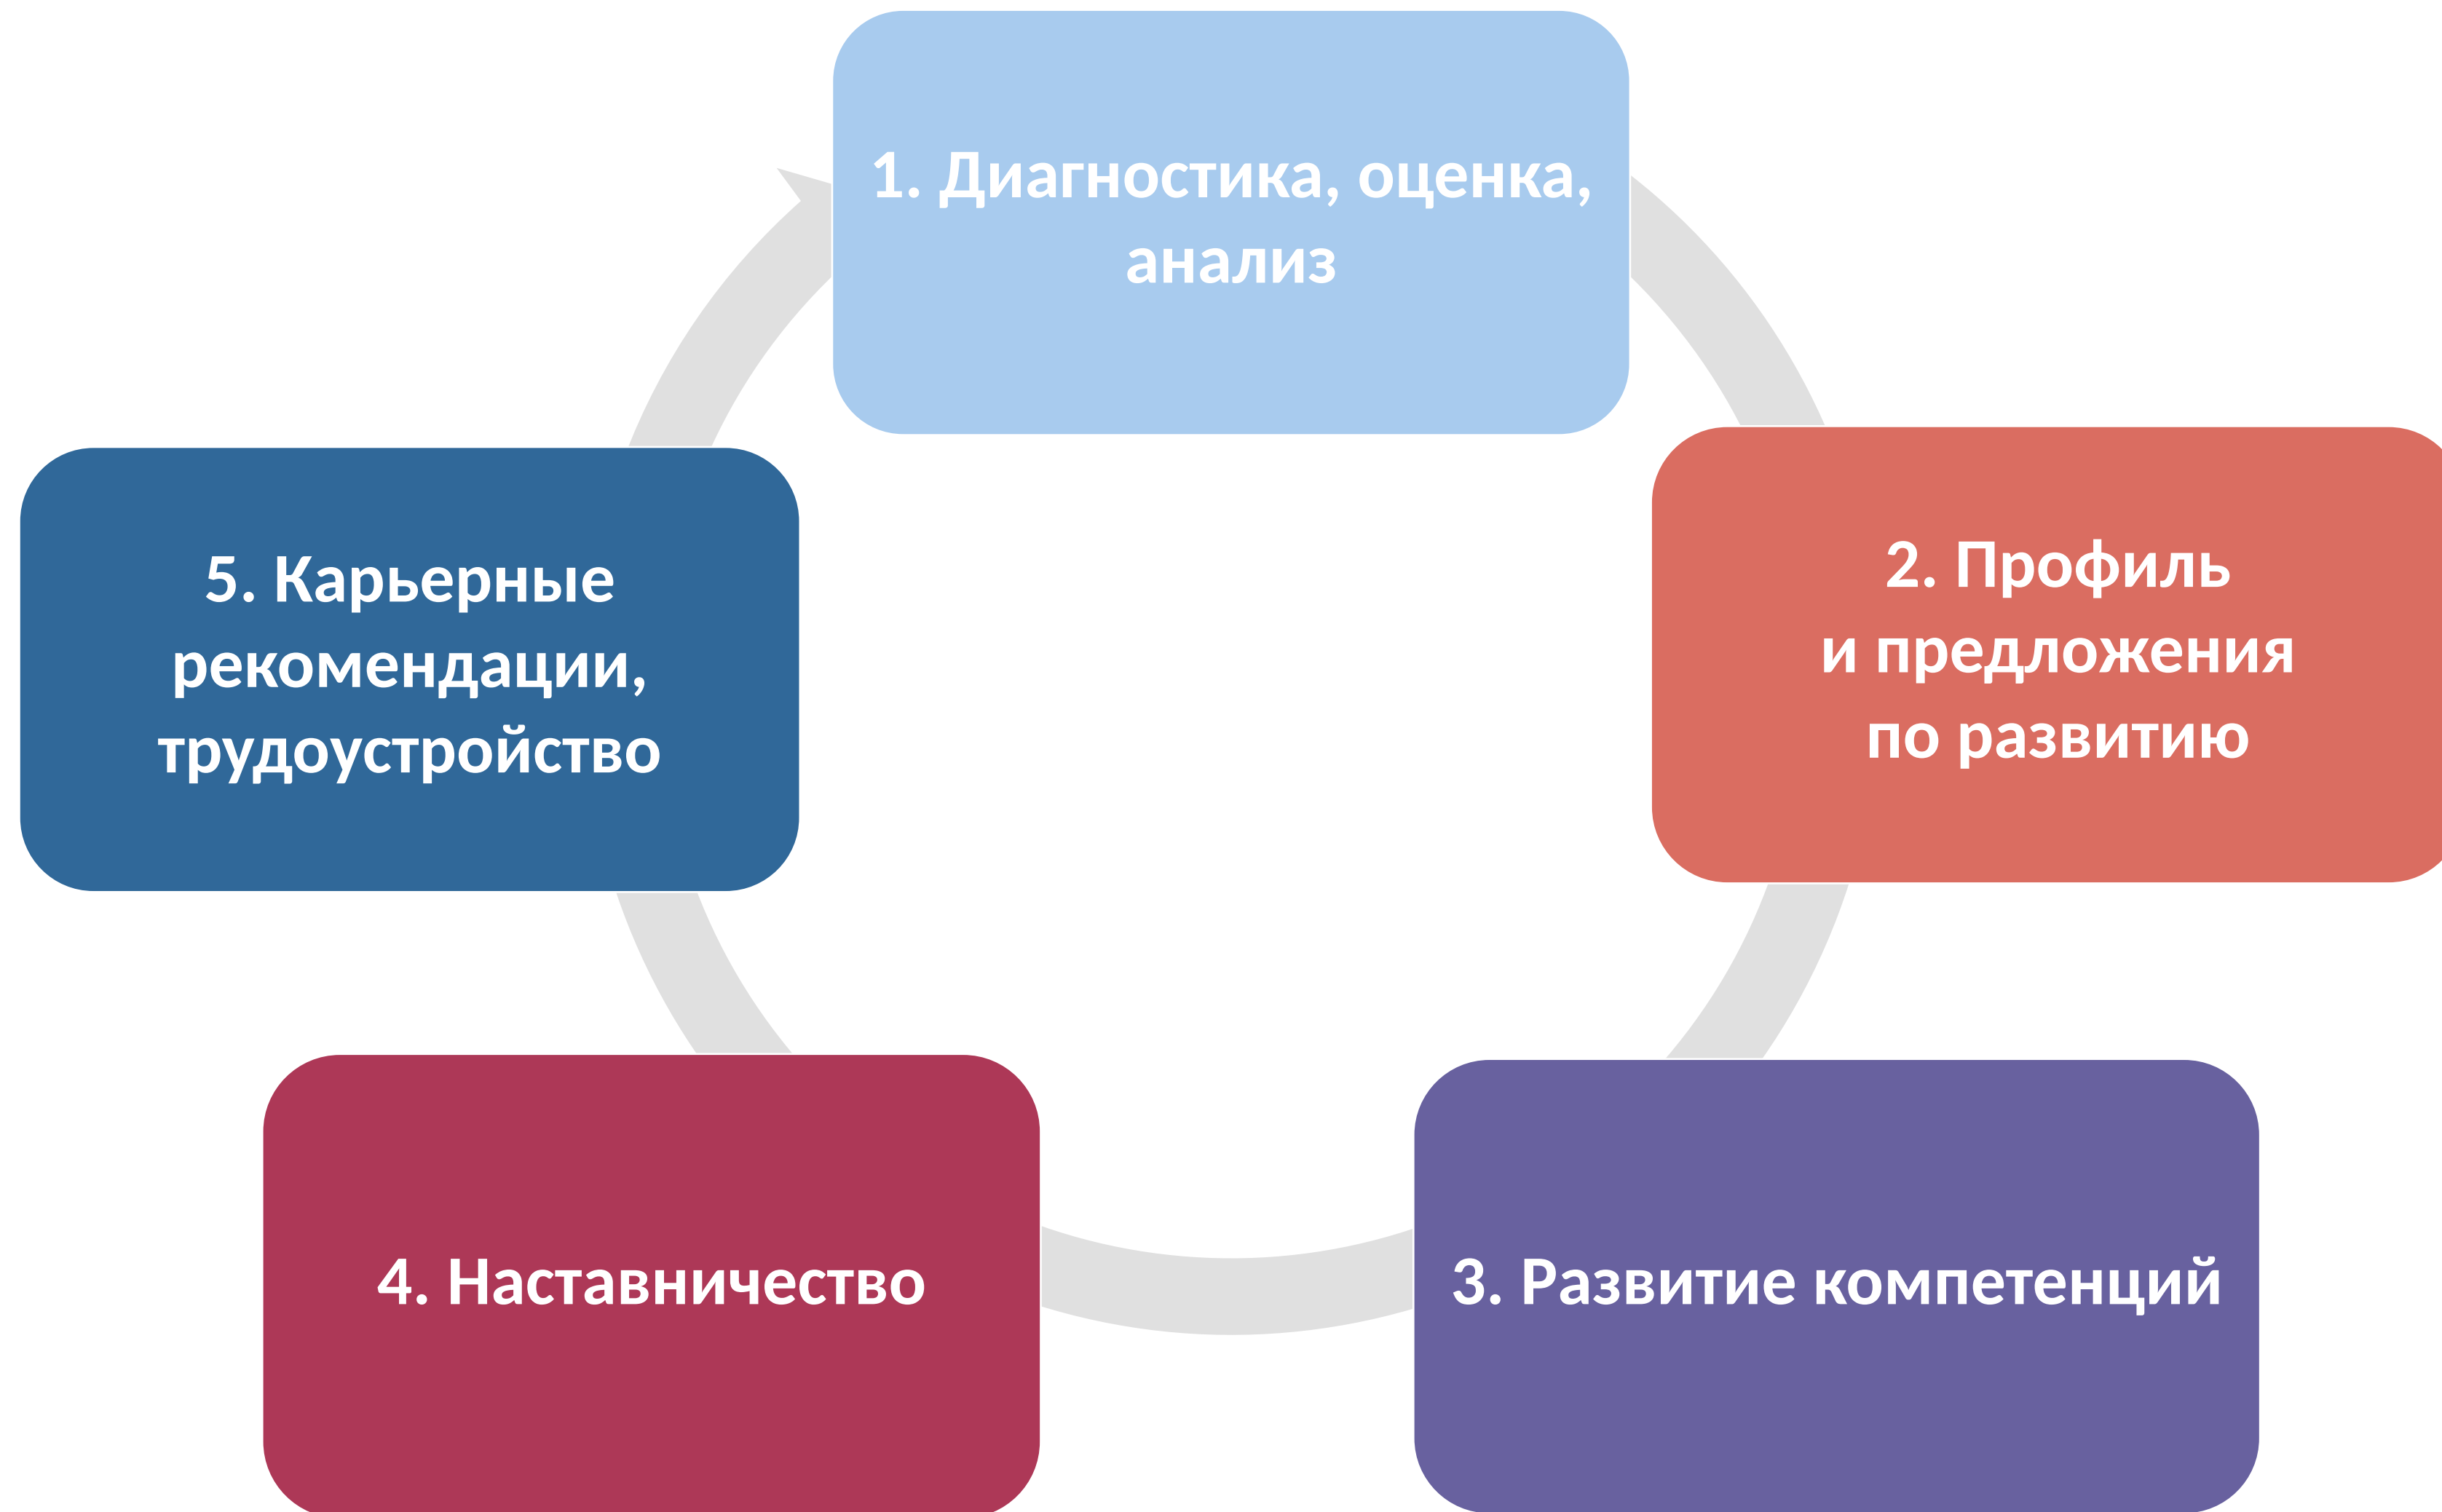 1. Диагностика, оценка,
анализ
2. Профиль
и предложения
по развитию
3. Развитие компетенций
4. Наставничество
5. Карьерные
рекомендации,
трудоустройство